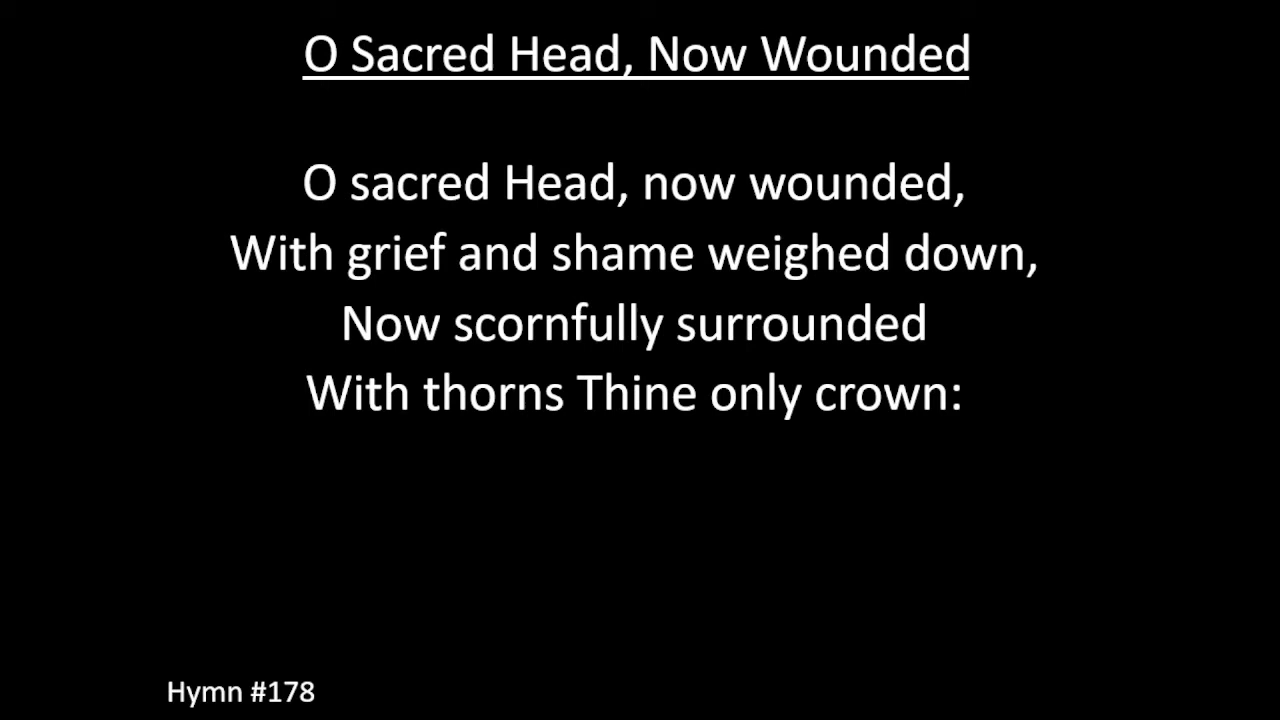 O Sacred Head, Now Wounded
O sacred Head, now wounded,
With grief and shame weighed down,
Now scornfully surrounded
With thorns Thine only crown:
Hymn #178